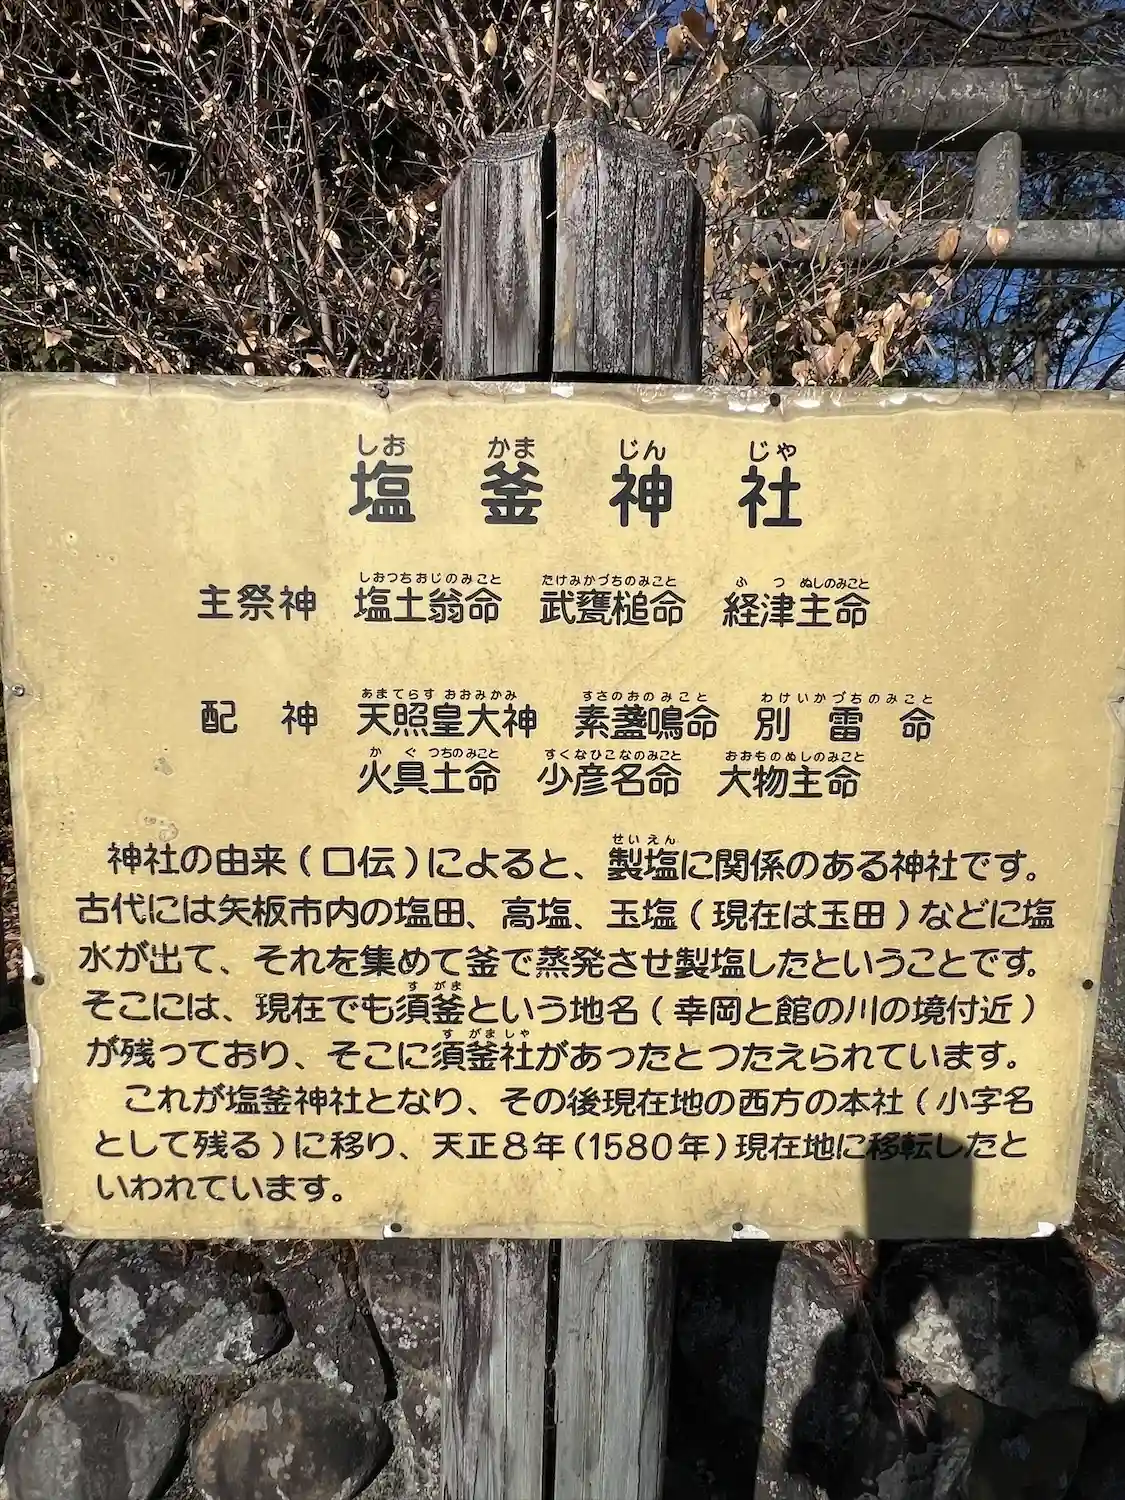 しお かま じん じゃ
塩釜神社
しおつちおじのみこと たけみかづちのみこと ふつぬしのみこと
主祭神 塩土翁命 武甕槌命 経津主命
あまてらすおおみかみ すさのおのみこと わけいかづちのみこと
配神 天照皇大神 素盞鳴命 別雷命
かぐつちのみこと すくなひこなのみこと おおものぬしのみこと
火具土命 少彦名命 大物主命
せいえん
神社の由来(口伝)によると、製塩に関係のある神社です。
古代には矢板市内の塩田、高塩、玉塩(現在は玉田)などに塩
水が出て、それを集めて釜で蒸発させ製塩したということです。
すがま
そこには、現在でも須釜という地名(幸岡と館の川の境付近)
すがましゃ
が残っており、そこに須釜社があったとつたえられています。
これが塩釜神社となり、その後現在地の西方の本社(小字名
として残る)に移り、天正8年(1580年)現在地に移転したと
いわれています。